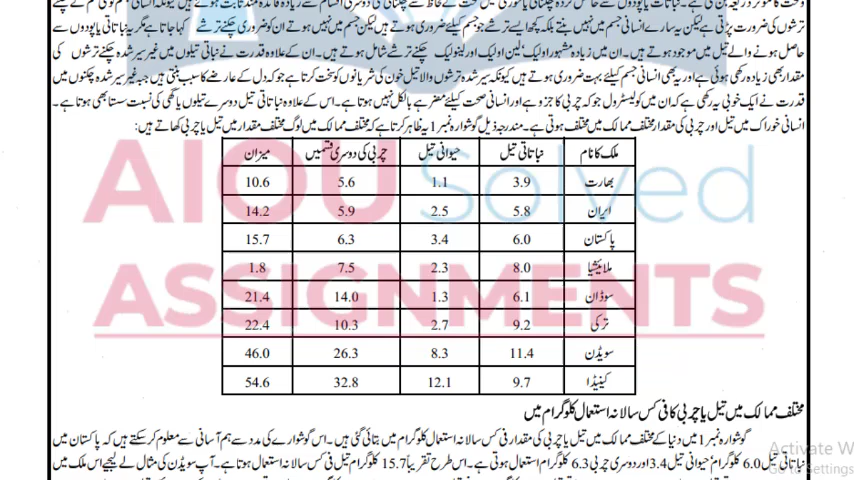 ترشوں کی ضرورت پڑتی ہے لیکن یہ سارے انسانی جسم میں نہیں بنتے بلکہ کچھ ایسے ترشے جو جسم کیلئے ضروری ہوتے ہیں لیکن جسم میں نہیں ہوتے ان کو ضروری چکنے ترشے کہا جاتا ہے مگر یہ نباتاتی یا پودوں سے
حاصل ہونے والے تیل میں موجود ہوتے ہیں۔ ان میں زیادہ مشہور اولیک، لین اولیک اور لینولیک چکنے ترشے شامل ہوتے ہیں۔ ان کے علاوہ قدرت نے نباتی تیلوں میں غیر سیر شدہ چکنے ترشوں کی
مقدار بھی زیادہ رکھی ہوئی ہے اور یہ بھی انسانی جسم کیلئے بہت ضروری ہوتے ہیں کیونکہ سیر شدہ ترشوں والا تیل خون کی شریانوں کو سخت کرتا ہے جو کہ دل کے عارضے کا سبب بنتی ہیں جبکہ غیر سیر شدہ چکنوں میں
قدرت نے ایک خوبی یہ رکھی ہے کہ ان میں کولیسٹرول جو کہ چربی کا جزو ہے اور انسانی صحت کیلئے مضر ہے بالکل نہیں ہوتا ہے۔ اس کے علاوہ نباتاتی تیل دوسرے تیلوں یا گھی کی نسبت سستا بھی ہوتا ہے۔
انسانی خوراک میں تیل اور چربی کی مقدار مختلف ممالک میں مختلف ہوتی ہے۔ مندرجہ ذیل گوشوارہ نمبر 1 یہ ظاہر کرتا ہے کہ مختلف ممالک میں لوگ مختلف مقدار میں تیل یا چربی کھاتے ہیں:
ملک کا نام نباتاتی تیل حیوانی تیل چربی کی دوسری قسمیں میزان
بھارت 3.9 1.1 5.6 10.6
ایران 5.8 2.5 5.9 14.2
پاکستان 6.0 3.4 6.3 15.7
ملائیشیا 8.0 2.3 7.5 1.8
سوڈان 6.1 1.3 14.0 21.4
ترکی 9.2 2.7 10.3 22.4
سویڈن 11.4 8.3 26.3 46.0
کینیڈا 9.7 12.1 32.8 54.6
AIOU Solved
ASSIGNMENTS
مختلف ممالک میں تیل یا چربی کا فی کس سالانہ استعمال کلوگرام میں
گوشوارہ نمبر 1 میں دنیا کے مختلف ممالک میں تیل یا چربی کی مقدار فی کس سالانہ استعمال کلوگرام میں بتائی گئی ہیں۔ اس گوشوارے کی مدد سے ہم آسانی سے معلوم کر سکتے ہیں کہ پاکستان میں
نباتاتی تیل 6.0 کلوگرام، حیوانی تیل 3.4 اور دوسری چربی 6.3 کلوگرام استعمال ہوتی ہے۔ اس طرح تقریباً 15.7 کلوگرام تیل فی کس سالانہ استعمال ہوتا ہے۔ آپ سویڈن کی مثال لے لیجیے اس ملک میں
Activate W
Go to Settings